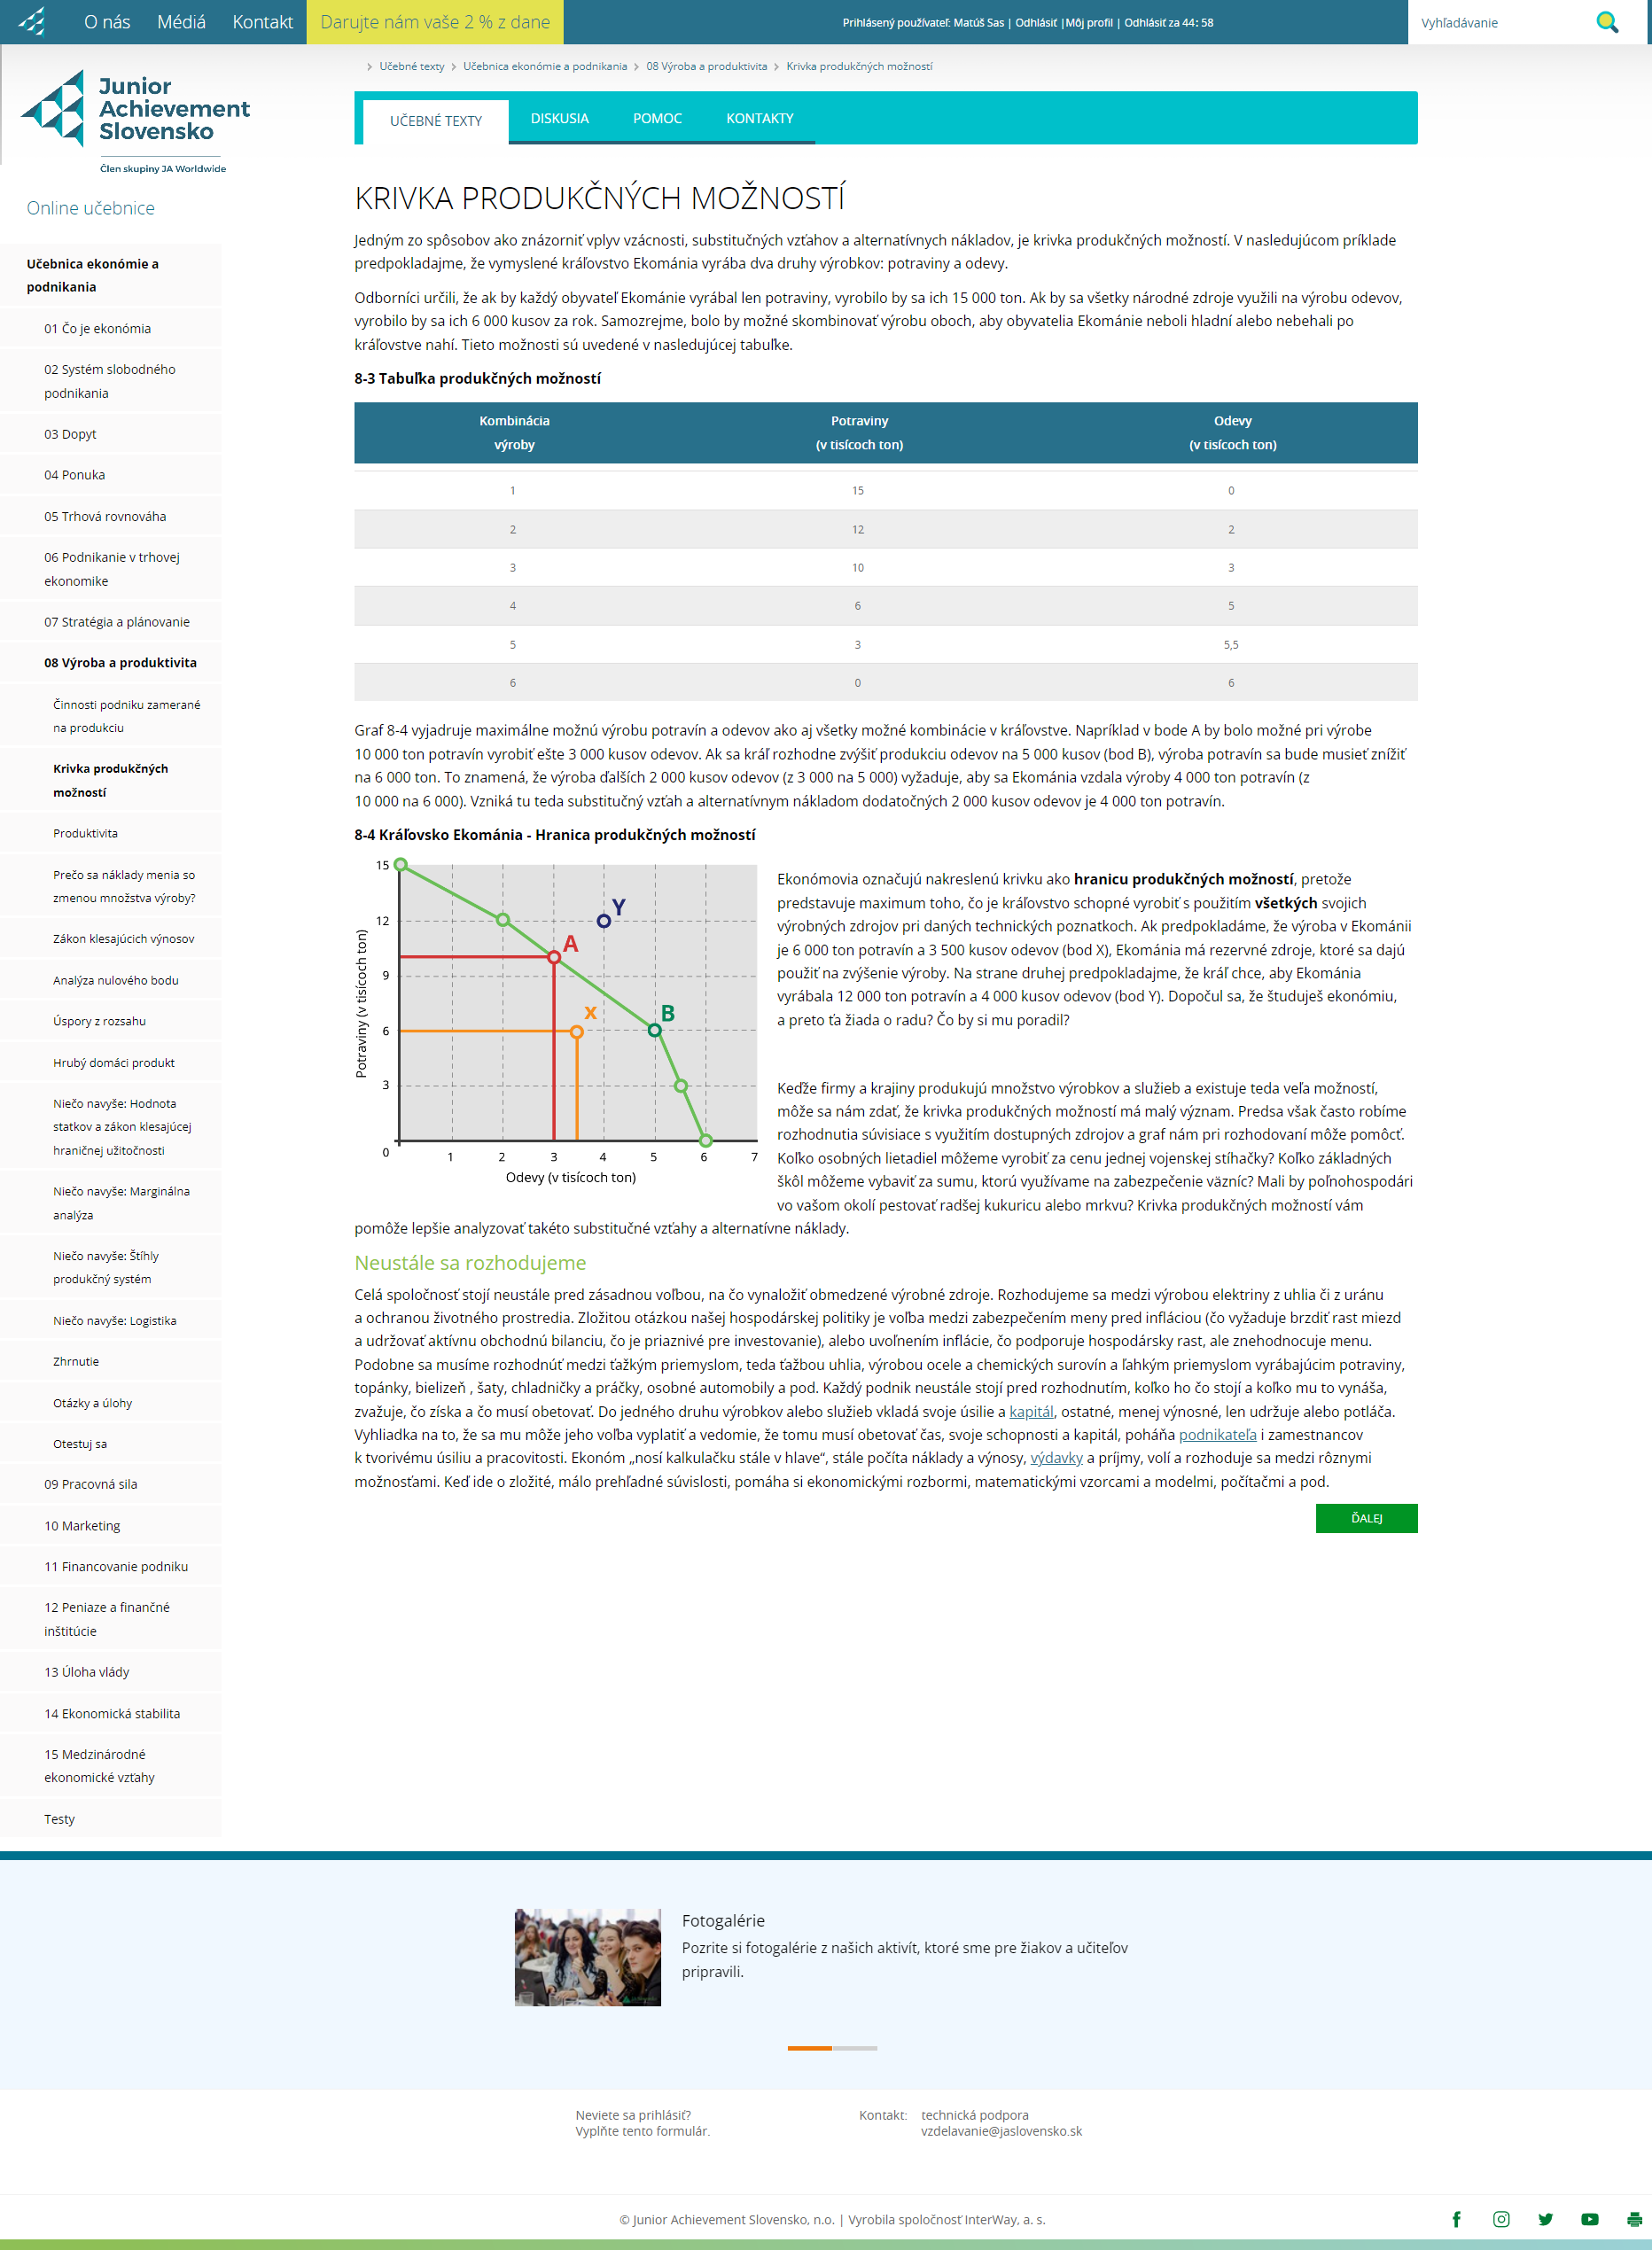 O nás Médiá Kontakt Darujte nám vaše 2 % z dane Prihlásený používateľ: Matúš Sas | Odhlásiť |Môj profil | Odhlásiť za 44: 58 Vyhľadávanie
Učebné texty Učebnica ekonómie a podnikania 08 Výroba a produktivita Krivka produkčných možností
Junior
Achievement
Slovensko
Člen skupiny JA Worldwide
UČEBNÉ TEXTY DISKUSIA POMOC KONTAKTY
Online učebnice
Učebnica ekonómie a
podnikania
01 Čo je ekonómia
02 Systém slobodného
podnikania
03 Dopyt
04 Ponuka
05 Trhová rovnováha
06 Podnikanie v trhovej
ekonomike
07 Stratégia a plánovanie
08 Výroba a produktivita
Činnosti podniku zamerané
na produkciu
Krivka produkčných
možností
Produktivita
Prečo sa náklady menia so
zmenou množstva výroby?
Zákon klesajúcich výnosov
Analýza nulového bodu
Úspory z rozsahu
Hrubý domáci produkt
Niečo navyše: Hodnota
statkov a zákon klesajúcej
hraničnej užitočnosti
Niečo navyše: Marginálna
analýza
Niečo navyše: Štíhly
produkčný systém
Niečo navyše: Logistika
Zhrnutie
Otázky a úlohy
Otestuj sa
09 Pracovná sila
10 Marketing
11 Financovanie podniku
12 Peniaze a finančné
inštitúcie
13 Úloha vlády
14 Ekonomická stabilita
15 Medzinárodné
ekonomické vzťahy
Testy
KRIVKA PRODUKČNÝCH MOŽNOSTÍ
Jedným zo spôsobov ako znázorniť vplyv vzácnosti, substitučných vzťahov a alternatívnych nákladov, je krivka produkčných možností. V nasledujúcom príklade
predpokladajme, že vymyslené kráľovstvo Ekománia vyrába dva druhy výrobkov: potraviny a odevy.
Odborníci určili, že ak by každý obyvateľ Ekománie vyrábal len potraviny, vyrobilo by sa ich 15 000 ton. Ak by sa všetky národné zdroje využili na výrobu odevov,
vyrobilo by sa ich 6 000 kusov za rok. Samozrejme, bolo by možné skombinovať výrobu oboch, aby obyvatelia Ekománie neboli hladní alebo nebehali po
kráľovstve nahí. Tieto možnosti sú uvedené v nasledujúcej tabuľke.
8-3 Tabuľka produkčných možností
Kombinácia Potraviny Odevy
výroby (v tisícoch ton) (v tisícoch ton)
1 15 0
2 12 2
3 10 3
4 6 5
5 3 5,5
6 0 6
Graf 8-4 vyjadruje maximálne možnú výrobu potravín a odevov ako aj všetky možné kombinácie v kráľovstve. Napríklad v bode A by bolo možné pri výrobe
10 000 ton potravín vyrobiť ešte 3 000 kusov odevov. Ak sa kráľ rozhodne zvýšiť produkciu odevov na 5 000 kusov (bod B), výroba potravín sa bude musieť znížiť
na 6 000 ton. To znamená, že výroba ďalších 2 000 kusov odevov (z 3 000 na 5 000) vyžaduje, aby sa Ekománia vzdala výroby 4 000 ton potravín (z
10 000 na 6 000). Vzniká tu teda substitučný vzťah a alternatívnym nákladom dodatočných 2 000 kusov odevov je 4 000 ton potravín.
8-4 Kráľovsko Ekománia - Hranica produkčných možností
15
12
9
6
3
0
1 2 3 4 5 6 7
Potraviny (v tisícoch ton)
Odevy (v tisícoch ton)
Y
A
x
B
Ekonómovia označujú nakreslenú krivku ako hranicu produkčných možností, pretože
predstavuje maximum toho, čo je kráľovstvo schopné vyrobiť s použitím všetkých svojich
výrobných zdrojov pri daných technických poznatkoch. Ak predpokladáme, že výroba v Ekománii
je 6 000 ton potravín a 3 500 kusov odevov (bod X), Ekománia má rezervné zdroje, ktoré sa dajú
použiť na zvýšenie výroby. Na strane druhej predpokladajme, že kráľ chce, aby Ekománia
vyrábala 12 000 ton potravín a 4 000 kusov odevov (bod Y). Dopočul sa, že študuješ ekonómiu,
a preto ťa žiada o radu? Čo by si mu poradil?
Keďže firmy a krajiny produkujú množstvo výrobkov a služieb a existuje teda veľa možností,
môže sa nám zdať, že krivka produkčných možností má malý význam. Predsa však často robíme
rozhodnutia súvisiace s využitím dostupných zdrojov a graf nám pri rozhodovaní môže pomôcť.
Koľko osobných lietadiel môžeme vyrobiť za cenu jednej vojenskej stíhačky? Koľko základných
škôl môžeme vybaviť za sumu, ktorú využívame na zabezpečenie väzníc? Mali by poľnohospodári
vo vašom okolí pestovať radšej kukuricu alebo mrkvu? Krivka produkčných možností vám
pomôže lepšie analyzovať takéto substitučné vzťahy a alternatívne náklady.
Neustále sa rozhodujeme
Celá spoločnosť stojí neustále pred zásadnou voľbou, na čo vynaložiť obmedzené výrobné zdroje. Rozhodujeme sa medzi výrobou elektriny z uhlia či z uránu
a ochranou životného prostredia. Zložitou otázkou našej hospodárskej politiky je voľba medzi zabezpečením meny pred infláciou (čo vyžaduje brzdiť rast miezd
a udržovať aktívnu obchodnú bilanciu, čo je priaznivé pre investovanie), alebo uvoľnením inflácie, čo podporuje hospodársky rast, ale znehodnocuje menu.
Podobne sa musíme rozhodnúť medzi ťažkým priemyslom, teda ťažbou uhlia, výrobou ocele a chemických surovín a ľahkým priemyslom vyrábajúcim potraviny,
topánky, bielizeň , šaty, chladničky a práčky, osobné automobily a pod. Každý podnik neustále stojí pred rozhodnutím, koľko ho čo stojí a koľko mu to vynáša,
zvažuje, čo získa a čo musí obetovať. Do jedného druhu výrobkov alebo služieb vkladá svoje úsilie a kapitál, ostatné, menej výnosné, len udržuje alebo potláča.
Vyhliadka na to, že sa mu môže jeho voľba vyplatiť a vedomie, že tomu musí obetovať čas, svoje schopnosti a kapitál, poháňa podnikateľa i zamestnancov
k tvorivému úsiliu a pracovitosti. Ekonóm „nosí kalkulačku stále v hlave“, stále počíta náklady a výnosy, výdavky a príjmy, volí a rozhoduje sa medzi rôznymi
možnosťami. Keď ide o zložité, málo prehľadné súvislosti, pomáha si ekonomickými rozbormi, matematickými vzorcami a modelmi, počítačmi a pod.
ĎALEJ
Fotogalérie
Pozrite si fotogalérie z našich aktivít, ktoré sme pre žiakov a učiteľov
pripravili.
Neviete sa prihlásiť? Kontakt: technická podpora
Vyplňte tento formulár. vzdelavanie@jaslovensko.sk
© Junior Achievement Slovensko, n.o. | Vyrobila spoločnosť InterWay, a. s.